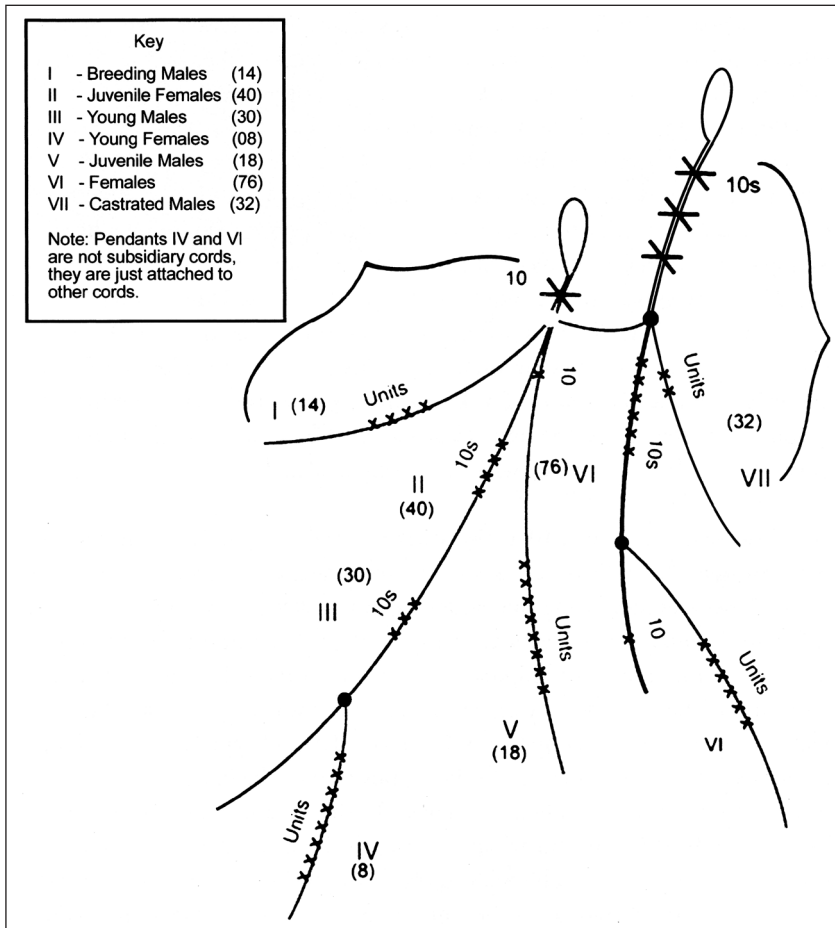 Key
I - Breeding Males (14)
II - Juvenile Females (40)
III - Young Males (30)
IV - Young Females (08)
V - Juvenile Males (18)
VI - Females (76)
VII - Castrated Males (32)
Note: Pendants IV and VI
are not subsidiary cords,
they are just attached to
other cords.
10s
10
Units
I (14)
10
Units
(32)
VII
10s
II
(40)
(76) VI
10s
(30)
III
10s
Units
10
Units
V
(18)
VI
Units
IV
(8)